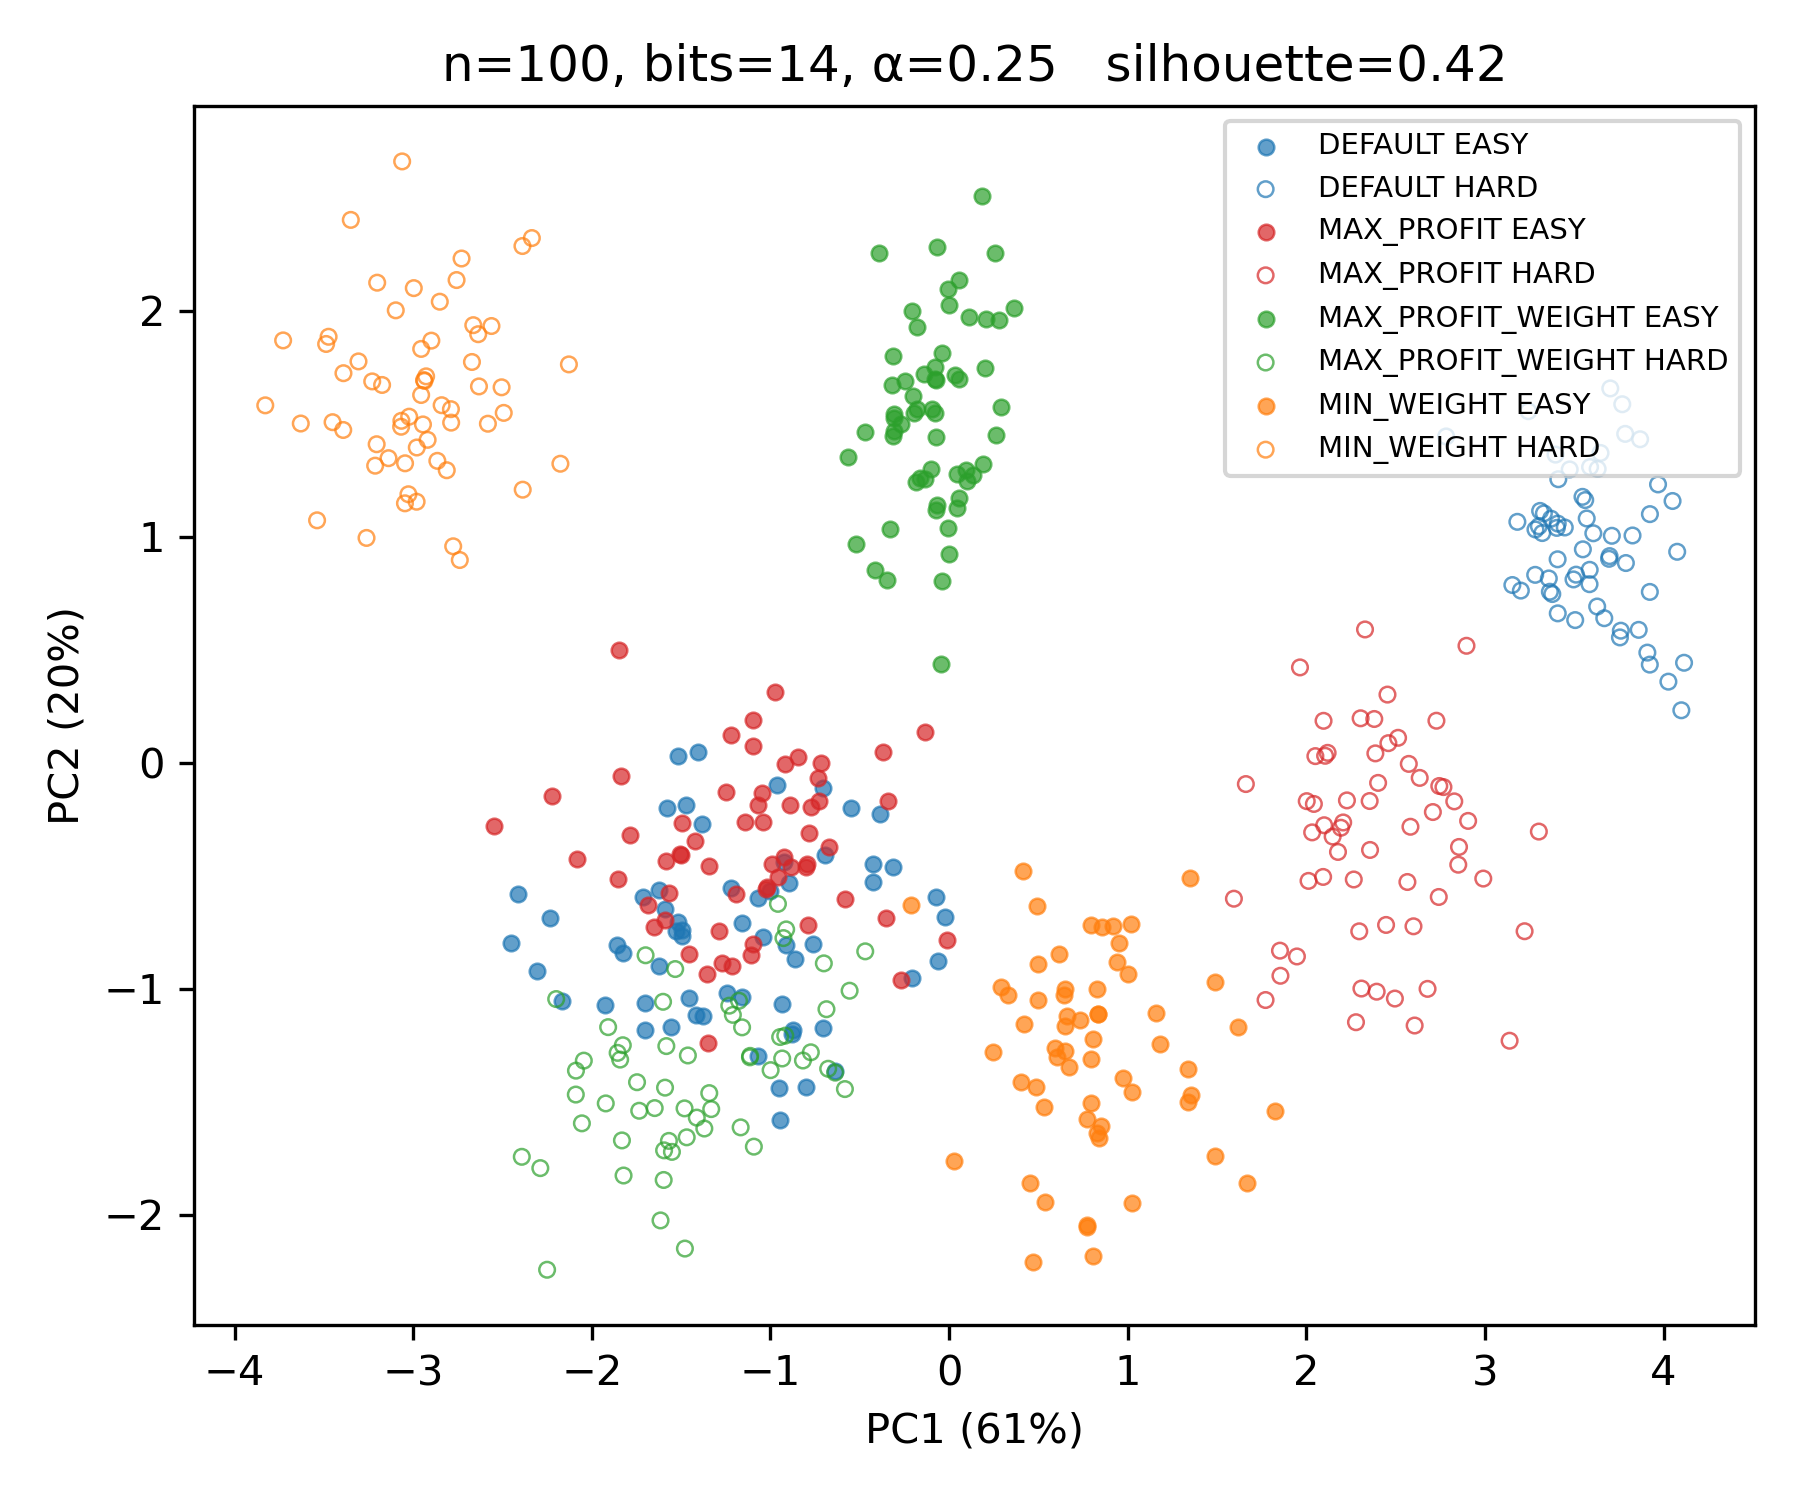 n=100, bits=14, α=0.25   silhouette=0.42
DEFAULT EASY
DEFAULT HARD
MAX_PROFIT EASY
MAX_PROFIT HARD
MAX_PROFIT_WEIGHT EASY
MAX_PROFIT_WEIGHT HARD
MIN_WEIGHT EASY
MIN_WEIGHT HARD
PC2 (20%)
2
1
0
−1
−2
−4 −3 −2 −1 0 1 2 3 4
PC1 (61%)